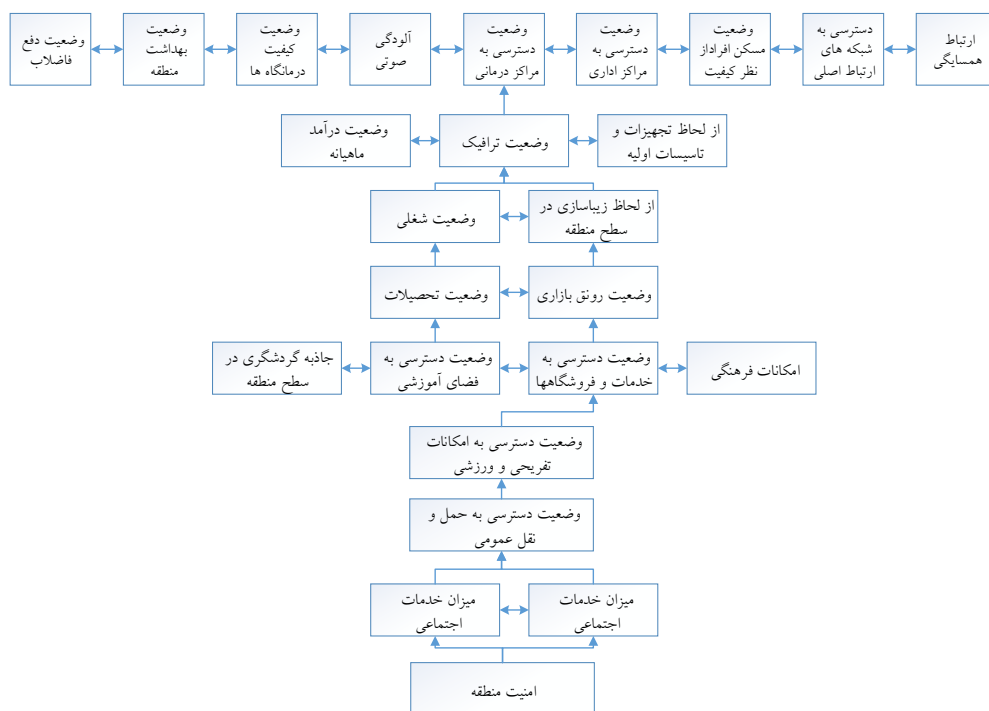 ارتباط
همسایگی
دسترسی به
شبکه های
ارتباط اصلی
وضعیت
مسکن افراداز
نظر کیفیت
وضعیت
دسترسی به
مراکز اداری
وضعیت
دسترسی به
مراکز درمانی
آلودگی
صوتی
وضعیت
کیفیت
درمانگاه ها
وضعیت
بهداشت
منطقه
وضعیت دفع
فاضلاب
از لحاظ تجهیزات و
تاسیسات اولیه
وضعیت ترافیک
وضعیت درآمد
ماهیانه
از لحاظ زیباسازی در
سطح منطقه
وضعیت شغلی
وضعیت رونق بازاری
وضعیت تحصیلات
امکانات فرهنگی
وضعیت دسترسی به
خدمات و فروشگاهها
وضعیت دسترسی به
فضای آموزشی
جاذبه گردشگری در
سطح منطقه
وضعیت دسترسی به امکانات
تفریحی و ورزشی
وضعیت دسترسی به حمل و
نقل عمومی
میزان خدمات
اجتماعی
میزان خدمات
اجتماعی
امنیت منطقه